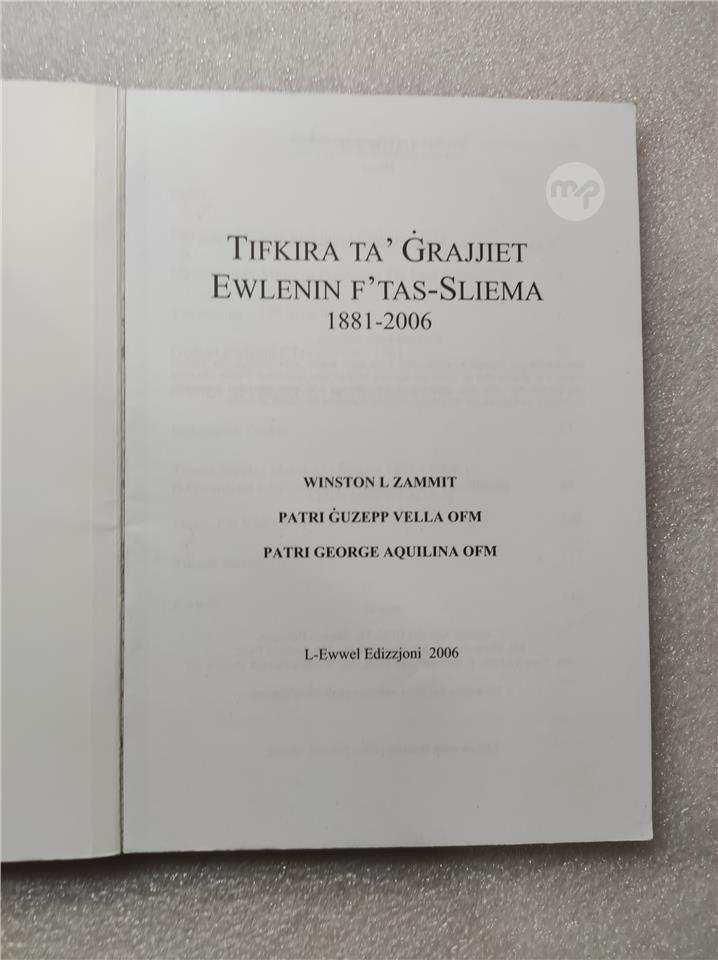 mp
TIFKIRA TA' ĠRAJJIET
EWLENIN F'TAS-SLIEMA
1881-2006
WINSTON L ZAMMIT
PATRI ĠUZEPP VELLA OFM
PATRI GEORGE AQUILINA OFM
L-Ewwel Edizzjoni 2006